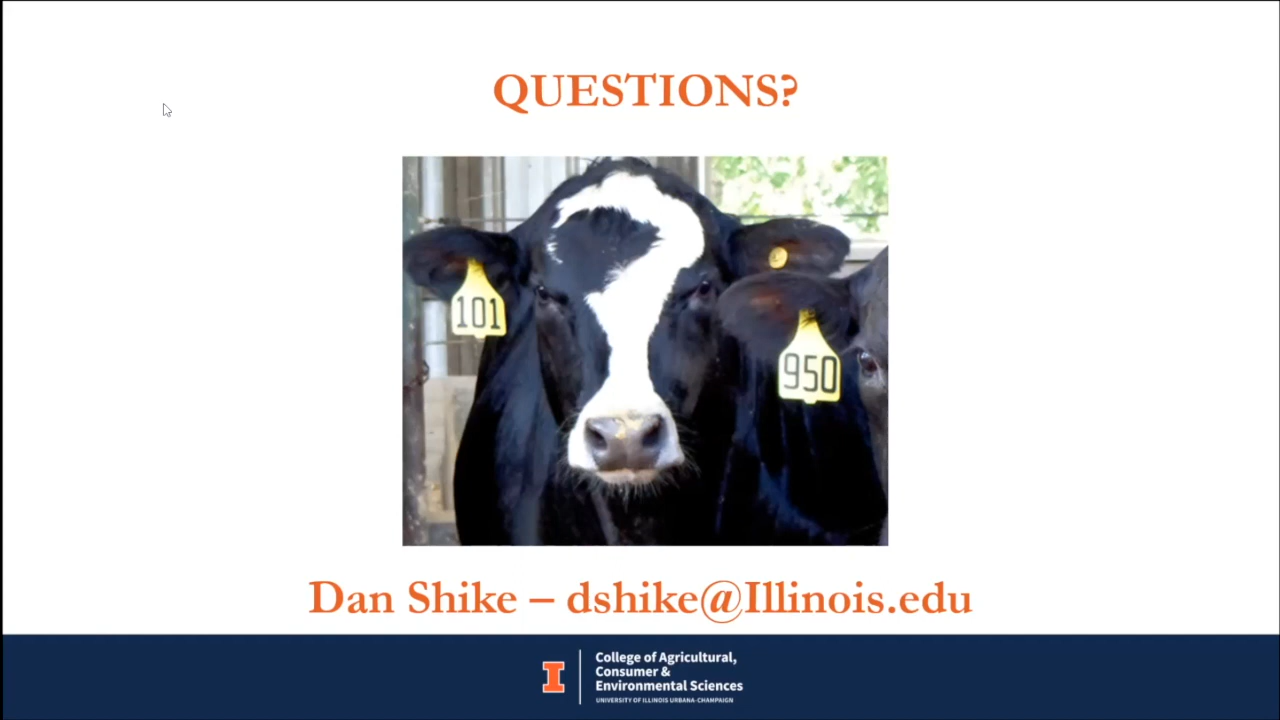 QUESTIONS?
101
950
Dan Shike – dshike@Illinois.edu
I
College of Agricultural,
Consumer &
Environmental Sciences
UNIVERSITY OF ILLINOIS URBANA-CHAMPAIGN